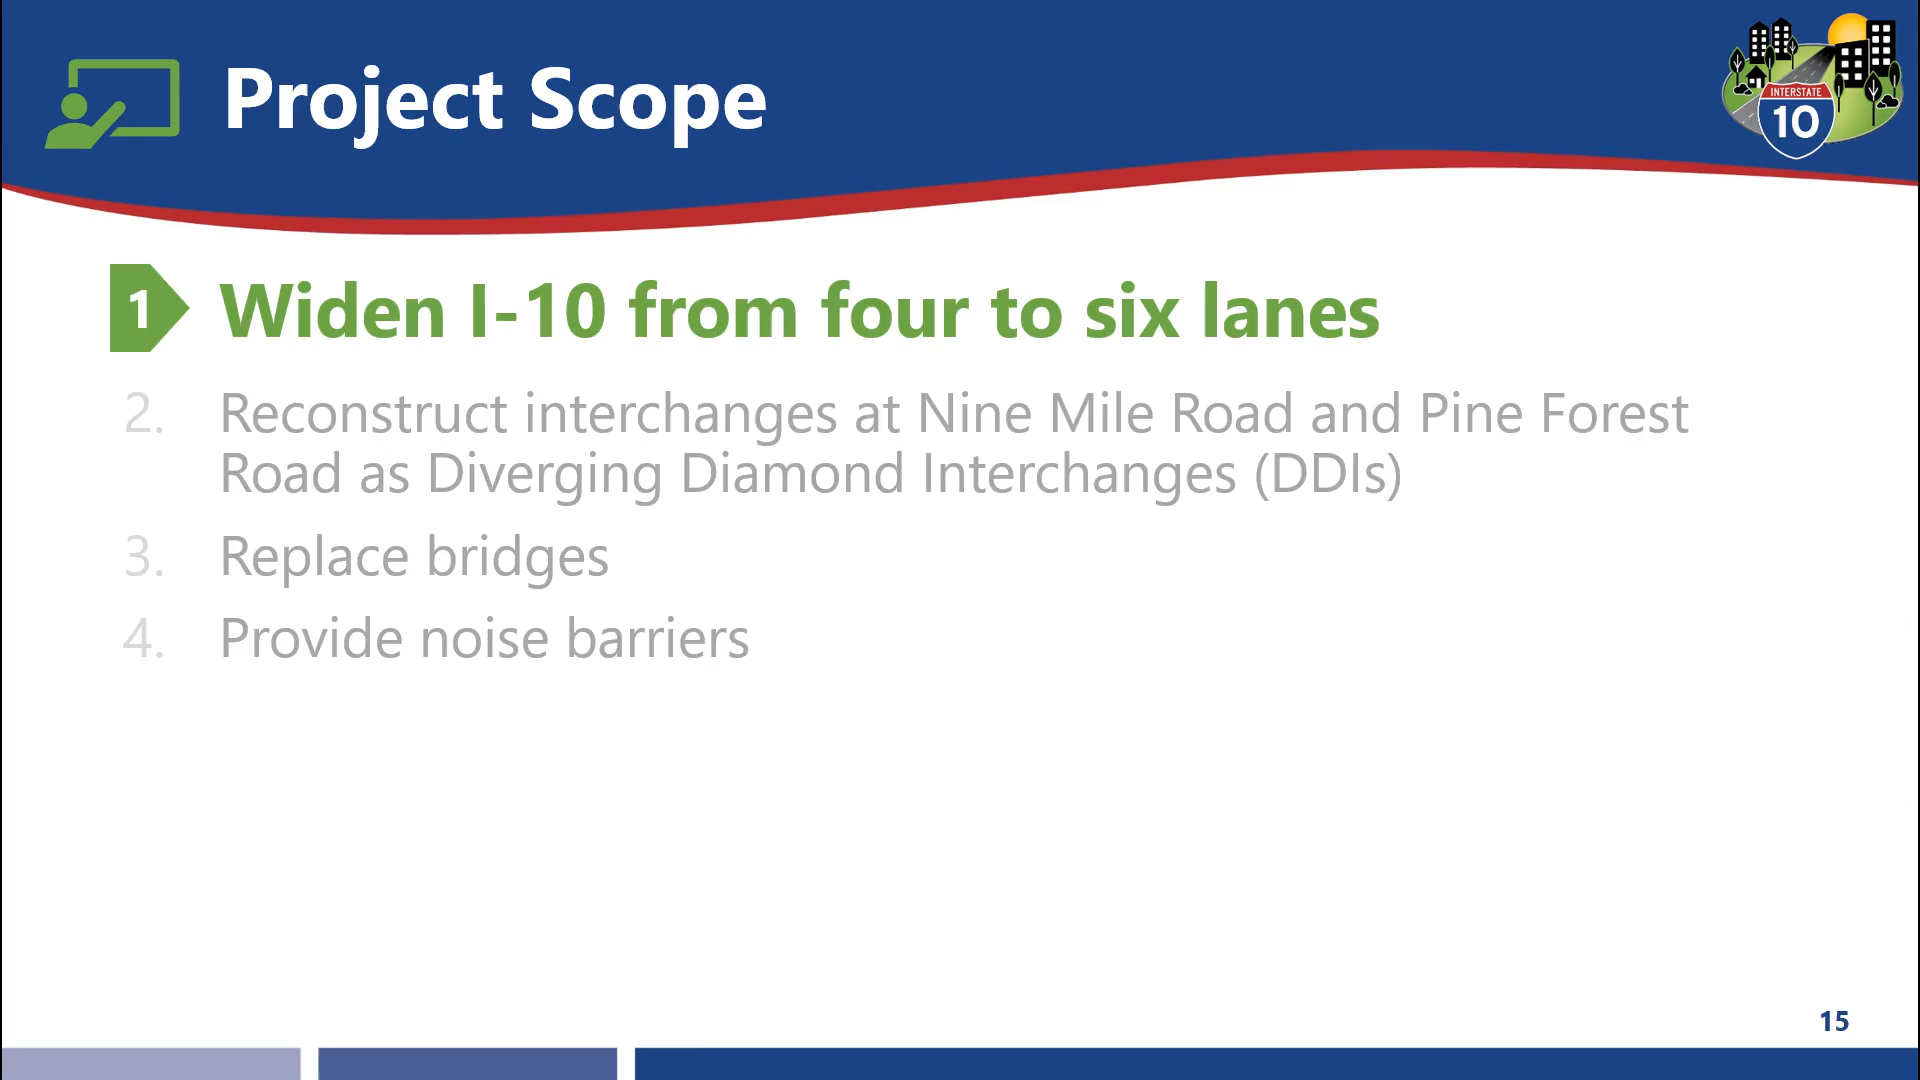 Project Scope
INTERSTATE
10
1 Widen I-10 from four to six lanes
2. Reconstruct interchanges at Nine Mile Road and Pine Forest
Road as Diverging Diamond Interchanges (DDIs)
3. Replace bridges
4. Provide noise barriers
15